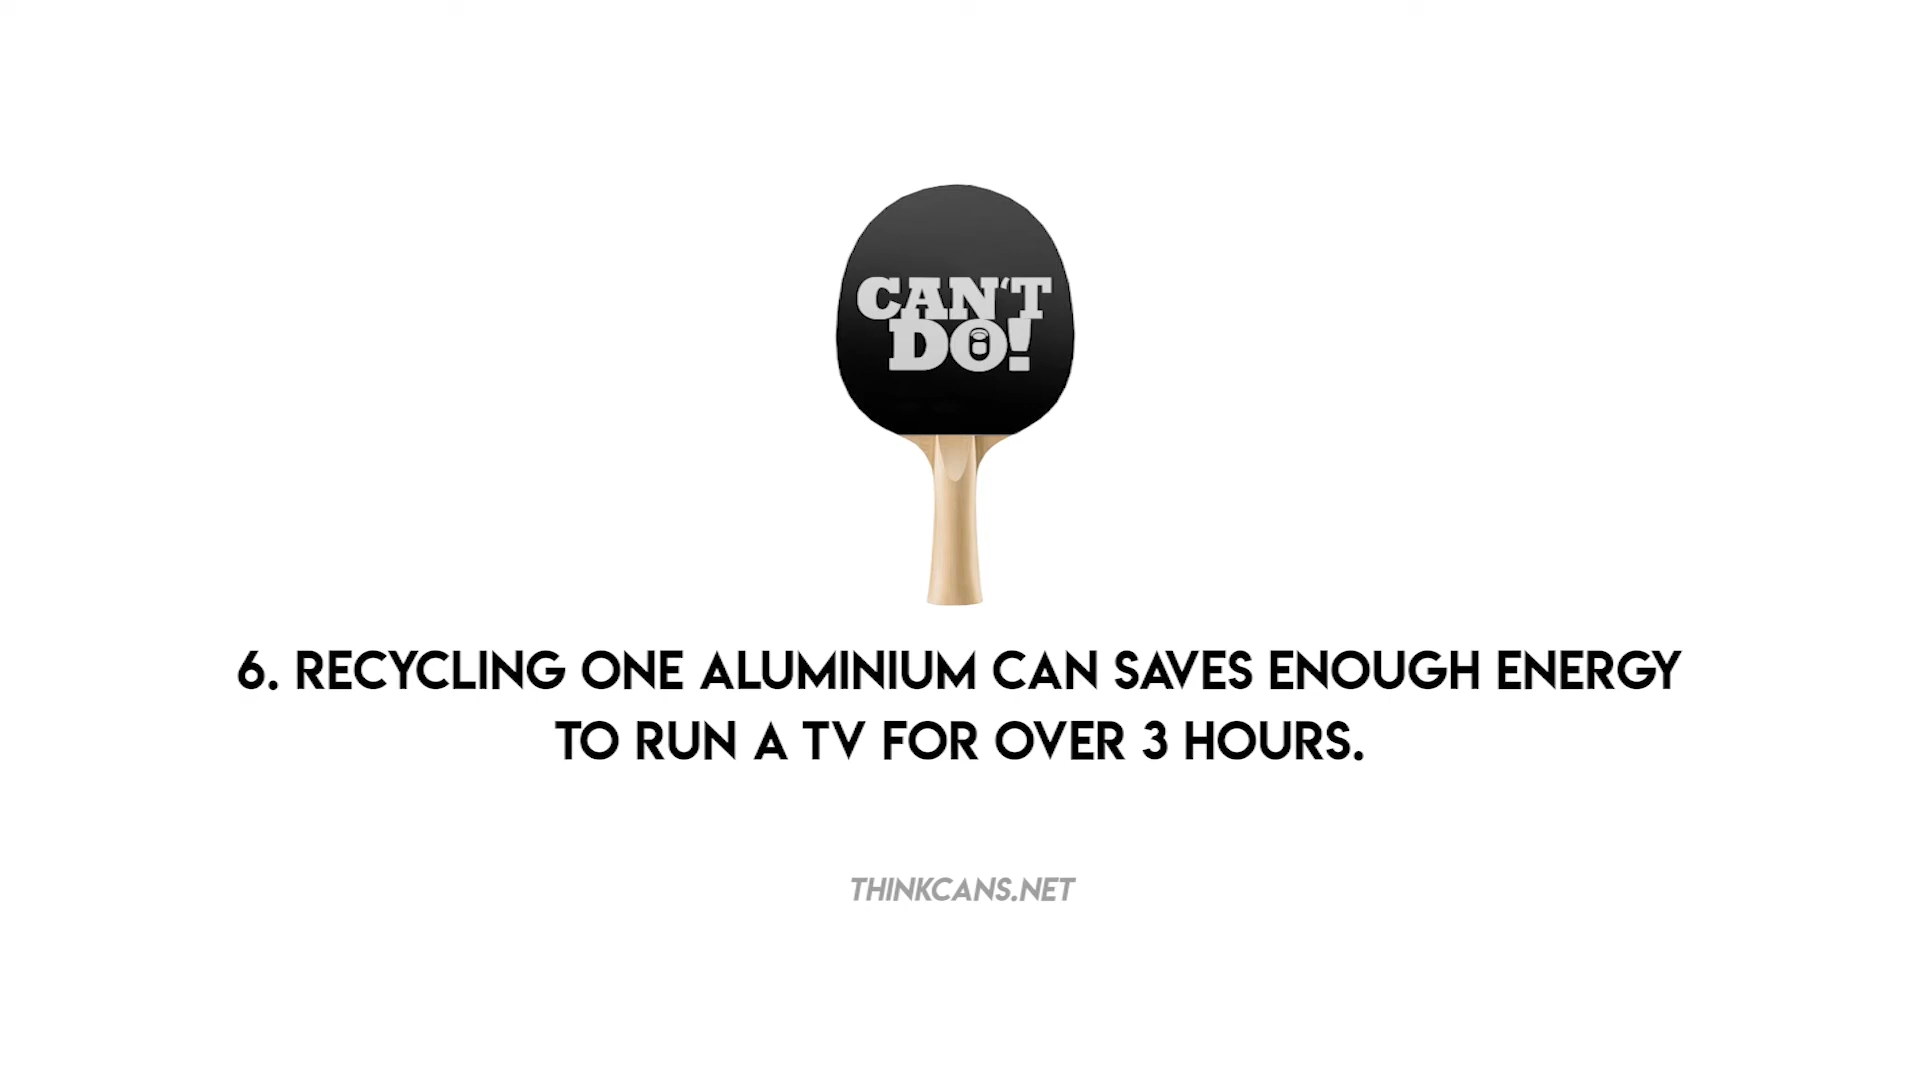 CAN'T
DO!
6. RECYCLING ONE ALUMINIUM CAN SAVES ENOUGH ENERGY
TO RUN A TV FOR OVER 3 HOURS.
THINKCANS.NET